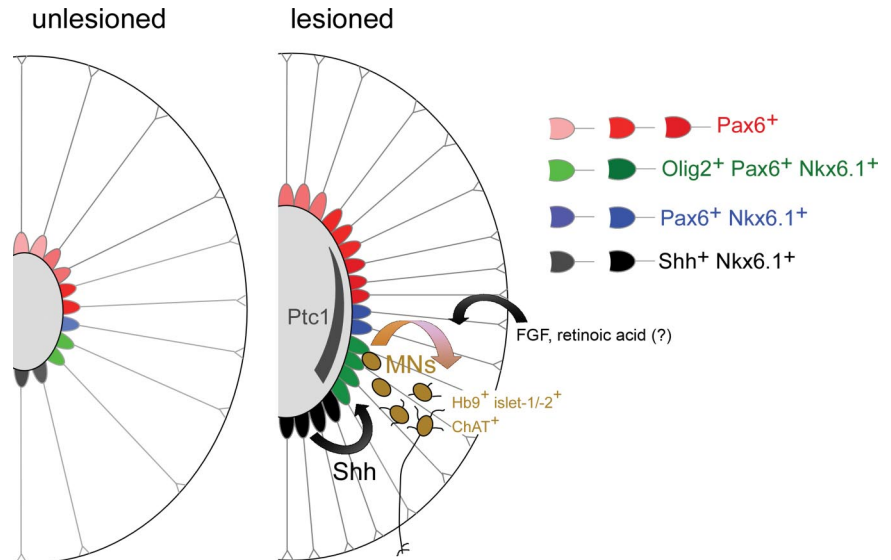 unlesioned
lesioned
Pax6⁺
Olig2⁺ Pax6⁺ Nkx6.1⁺
Pax6⁺ Nkx6.1⁺
Shh⁺ Nkx6.1⁺
Ptc1
FGF, retinoic acid (?)
MNs
Hb9⁺ islet-1/-2⁺
ChAT⁺
Shh